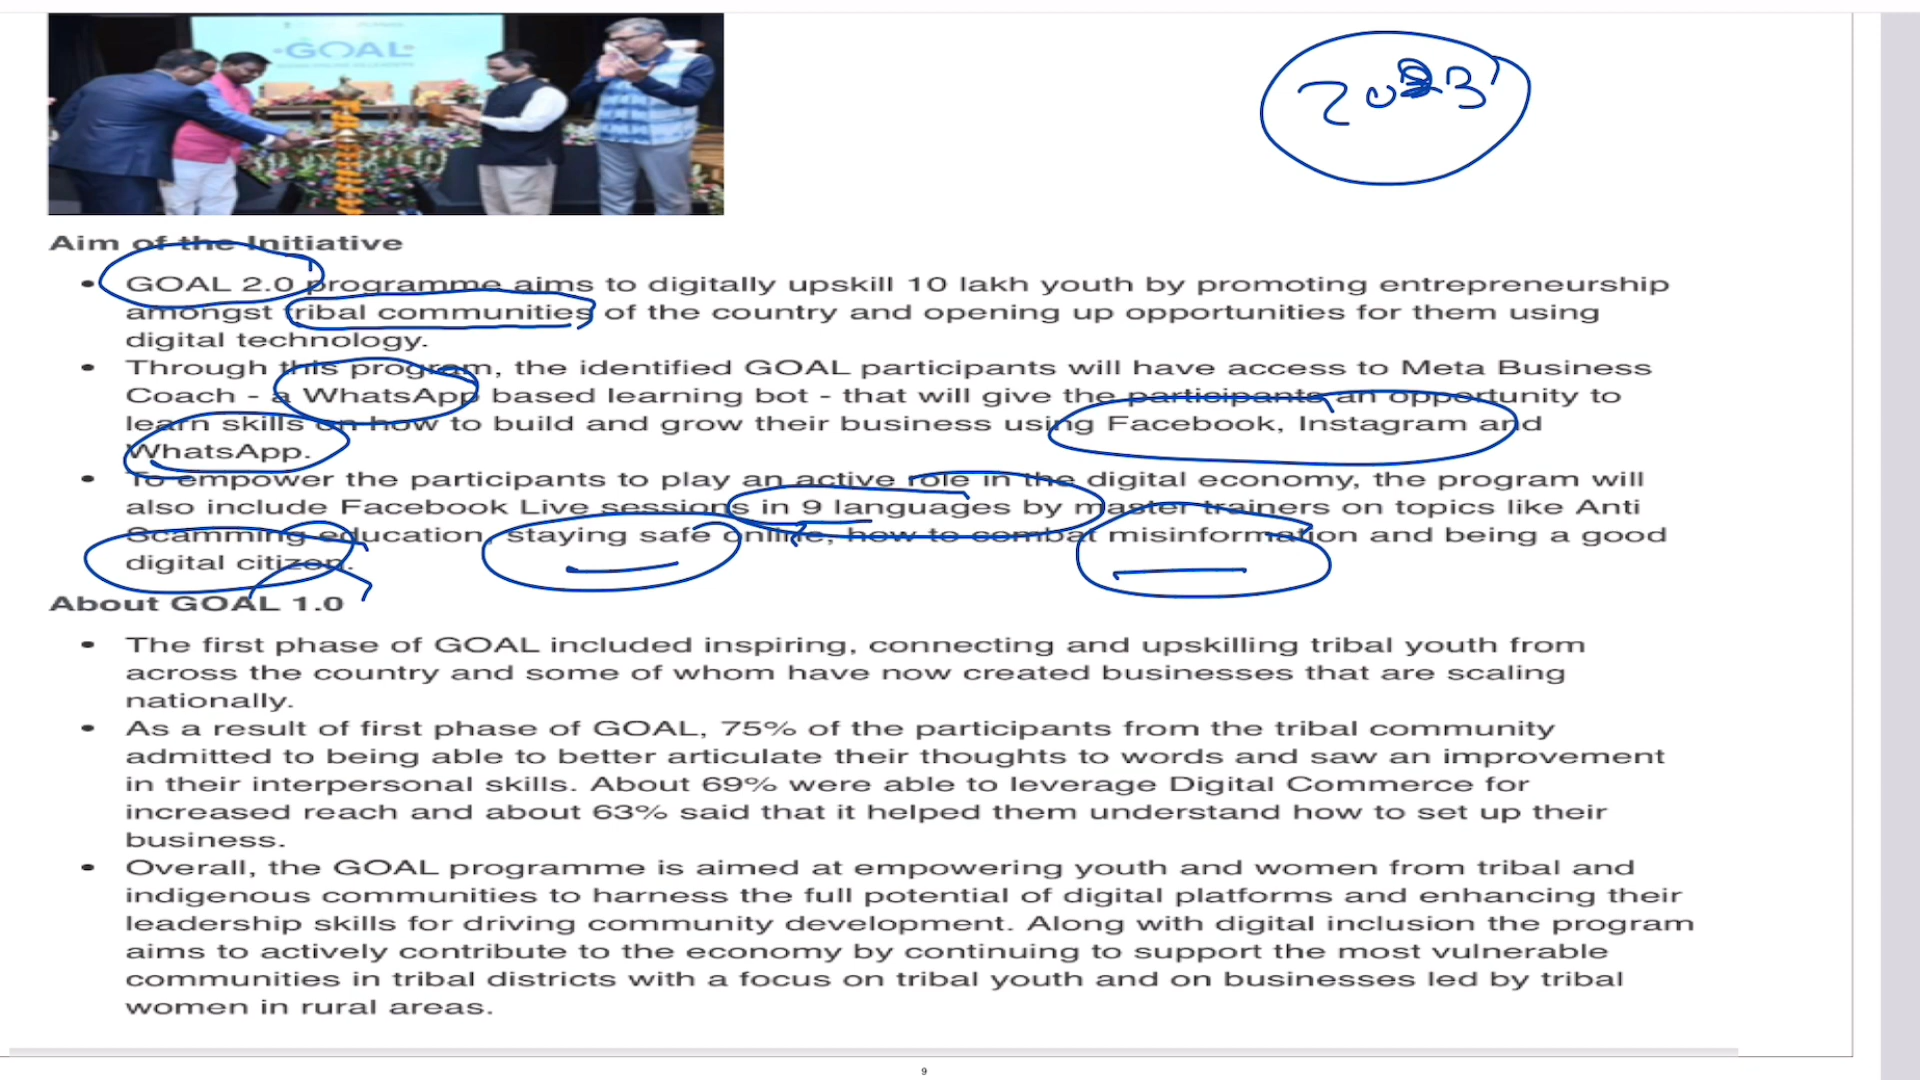 GOAL
2023
Aim of the Initiative
• GOAL 2.0 programme aims to digitally upskill 10 lakh youth by promoting entrepreneurship
amongst tribal communities of the country and opening up opportunities for them using
digital technology.
• Through this program, the identified GOAL participants will have access to Meta Business
Coach - a WhatsApp based learning bot - that will give the participants an opportunity to
learn skills on how to build and grow their business using Facebook, Instagram and
WhatsApp.
• To empower the participants to play an active role in the digital economy, the program will
also include Facebook Live sessions in 9 languages by master trainers on topics like Anti
Scamming education, staying safe online, how to combat misinformation and being a good
digital citizen.
About GOAL 1.0
• The first phase of GOAL included inspiring, connecting and upskilling tribal youth from
across the country and some of whom have now created businesses that are scaling
nationally.
• As a result of first phase of GOAL, 75% of the participants from the tribal community
admitted to being able to better articulate their thoughts to words and saw an improvement
in their interpersonal skills. About 69% were able to leverage Digital Commerce for
increased reach and about 63% said that it helped them understand how to set up their
business.
• Overall, the GOAL programme is aimed at empowering youth and women from tribal and
indigenous communities to harness the full potential of digital platforms and enhancing their
leadership skills for driving community development. Along with digital inclusion the program
aims to actively contribute to the economy by continuing to support the most vulnerable
communities in tribal districts with a focus on tribal youth and on businesses led by tribal
women in rural areas.
9